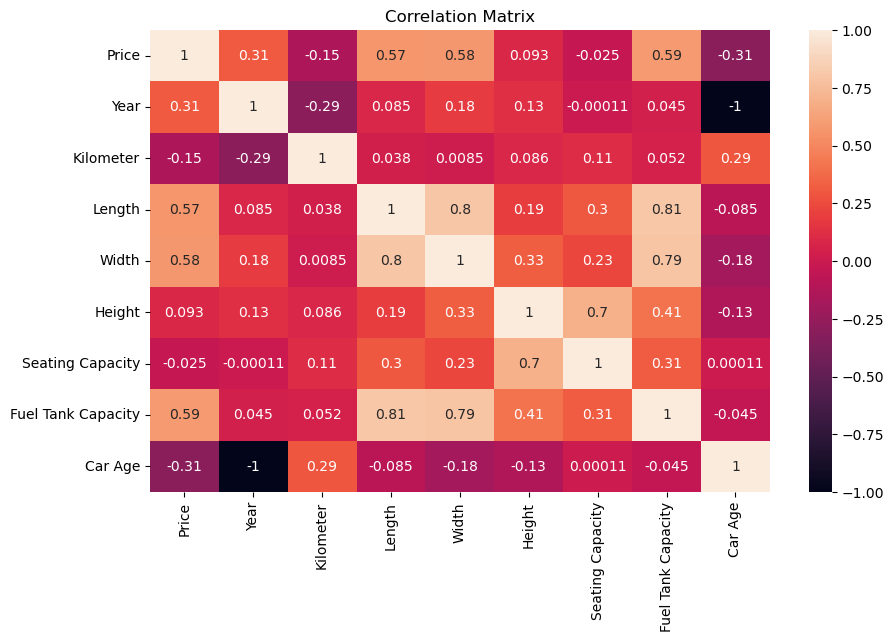 Correlation Matrix
Price 1 0.31 -0.15 0.57 0.58 0.093 -0.025 0.59 -0.31
Year 0.31 1 -0.29 0.085 0.18 0.13 -0.00011 0.045 -1
Kilometer -0.15 -0.29 1 0.038 0.0085 0.086 0.11 0.052 0.29
Length 0.57 0.085 0.038 1 0.8 0.19 0.3 0.81 -0.085
Width 0.58 0.18 0.0085 0.8 1 0.33 0.23 0.79 -0.18
Height 0.093 0.13 0.086 0.19 0.33 1 0.7 0.41 -0.13
Seating Capacity -0.025 -0.00011 0.11 0.3 0.23 0.7 1 0.31 0.00011
Fuel Tank Capacity 0.59 0.045 0.052 0.81 0.79 0.41 0.31 1 -0.045
Car Age -0.31 -1 0.29 -0.085 -0.18 -0.13 0.00011 -0.045 1
Price
Year
Kilometer
Length
Width
Height
Seating Capacity
Fuel Tank Capacity
Car Age
1.00
0.75
0.50
0.25
0.00
−0.25
−0.50
−0.75
−1.00